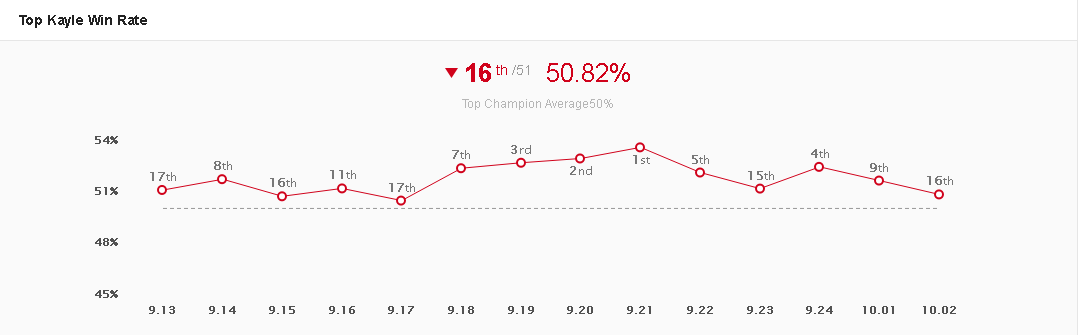 Top Kayle Win Rate
▼ 16 th /51 50.82%
Top Champion Average50%
54%
51%
48%
45%
17th 8th 16th 11th 17th 7th 3rd 2nd 1st 5th 15th 4th 9th 16th
9.13 9.14 9.15 9.16 9.17 9.18 9.19 9.20 9.21 9.22 9.23 9.24 10.01 10.02